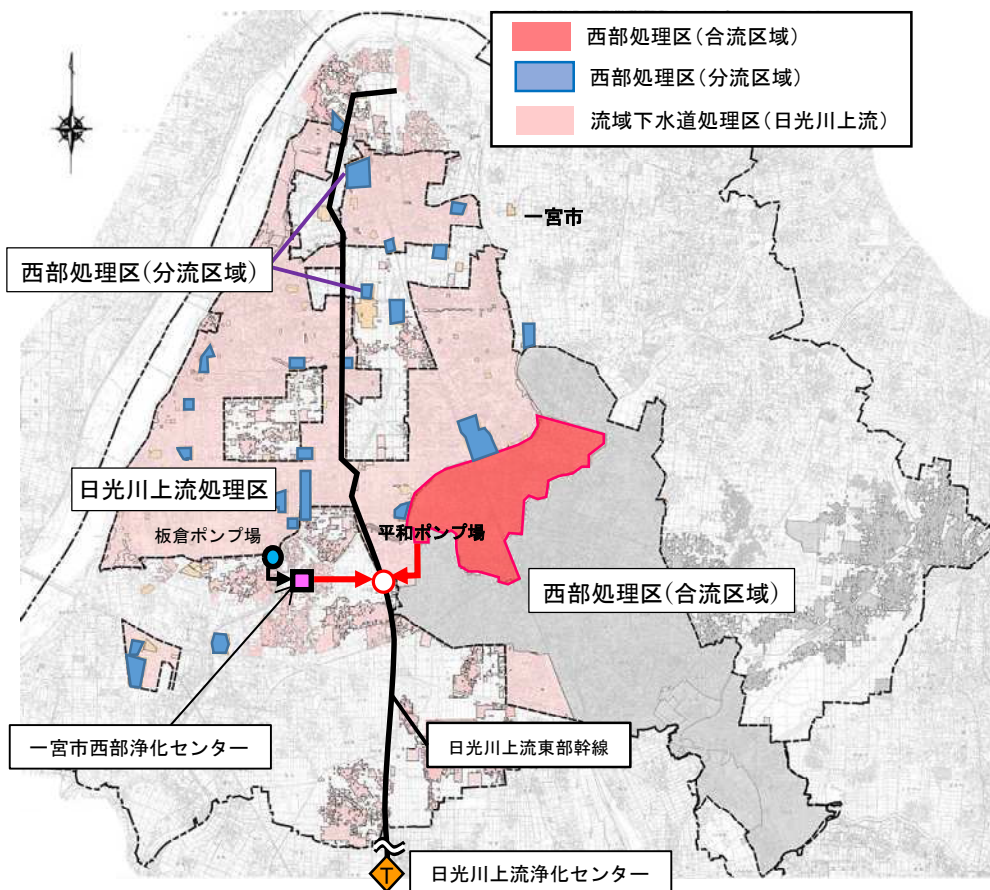 西部処理区(合流区域)
西部処理区(分流区域)
流域下水道処理区(日光川上流)
一宮市
西部処理区(分流区域)
日光川上流処理区
板倉ポンプ場
平和ポンプ場
西部処理区(合流区域)
一宮市西部浄化センター
日光川上流東部幹線
T
日光川上流浄化センター